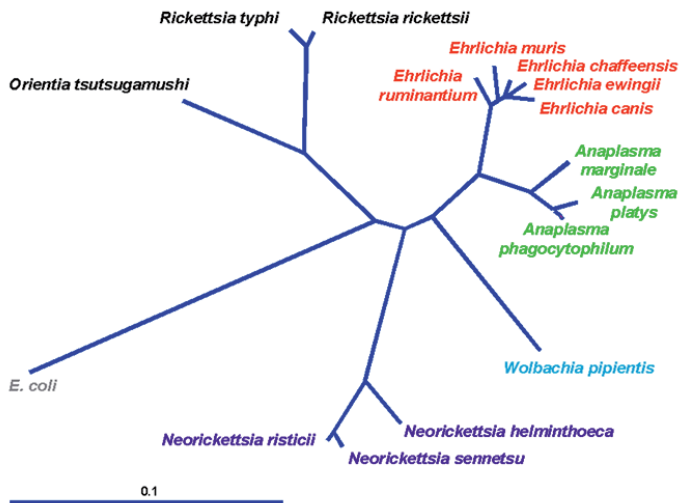 Rickettsia typhi
Rickettsia rickettsii
Ehrlichia muris
Ehrlichia chaffeensis
Ehrlichia
ruminantium
Ehrlichia ewingii
Ehrlichia canis
Orientia tsutsugamushi
Anaplasma
marginale
Anaplasma
platys
Anaplasma
phagocytophilum
Wolbachia pipientis
E. coli
Neorickettsia helminthoeca
Neorickettsia risticii
Neorickettsia sennetsu
0.1